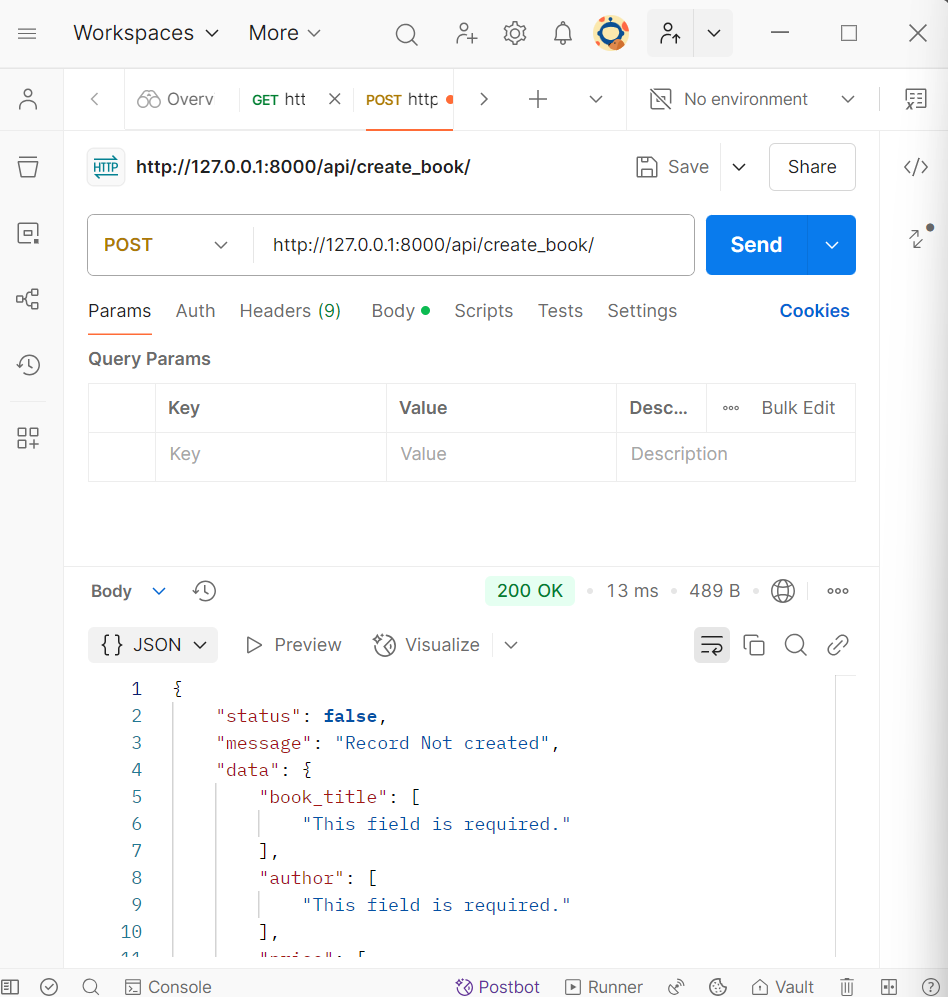 Workspaces More
Overv GET htt POST http No environment
HTTP http://127.0.0.1:8000/api/create_book/ Save Share
POST http://127.0.0.1:8000/api/create_book/ Send
Params Auth Headers (9) Body Scripts Tests Settings Cookies
Query Params
Key Value Desc... Bulk Edit
Key Value Description
Body 200 OK 13 ms 489 B
{} JSON Preview Visualize
1 {
2 "status": false,
3 "message": "Record Not created",
4 "data": {
5 "book_title": [
6 "This field is required."
7 ],
8 "author": [
9 "This field is required."
10 ],
11 "price": [
Console Postbot Runner Vault